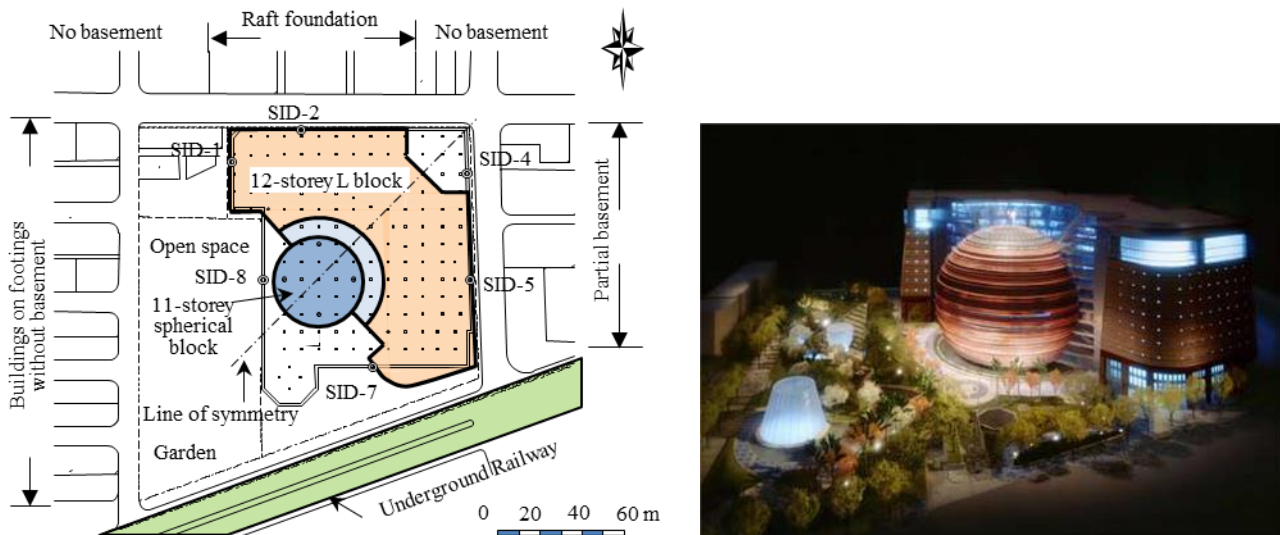 Raft foundation
No basement
No basement
SID-2
SID-1
SID-4
12-storey L block
Open space
SID-8
SID-5
11-storey
spherical
block
Buildings on footings
without basement
Partial basement
Line of symmetry
SID-7
Garden
Underground Railway
0 20 40 60 m